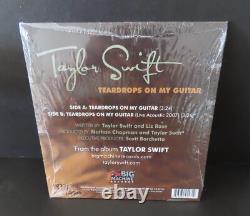 Taylor Swift
TEARDROPS ON MY GUITAR
SIDE A: TEARDROPS ON MY GUITAR (3:24)
SIDE B: TEARDROPS ON MY GUITAR (Live Acoustic 2007)
WRITTEN BY: Taylor Swift and Liz Rose
PRODUCED BY: Nathan Chapman and Taylor Swift
EXECUTIVE PRODUCER: Scott Borchetta
From the album TAYLOR SWIFT
bigmachinerecords.com
taylorswift.com
BIG
MACHINE
RECORDS